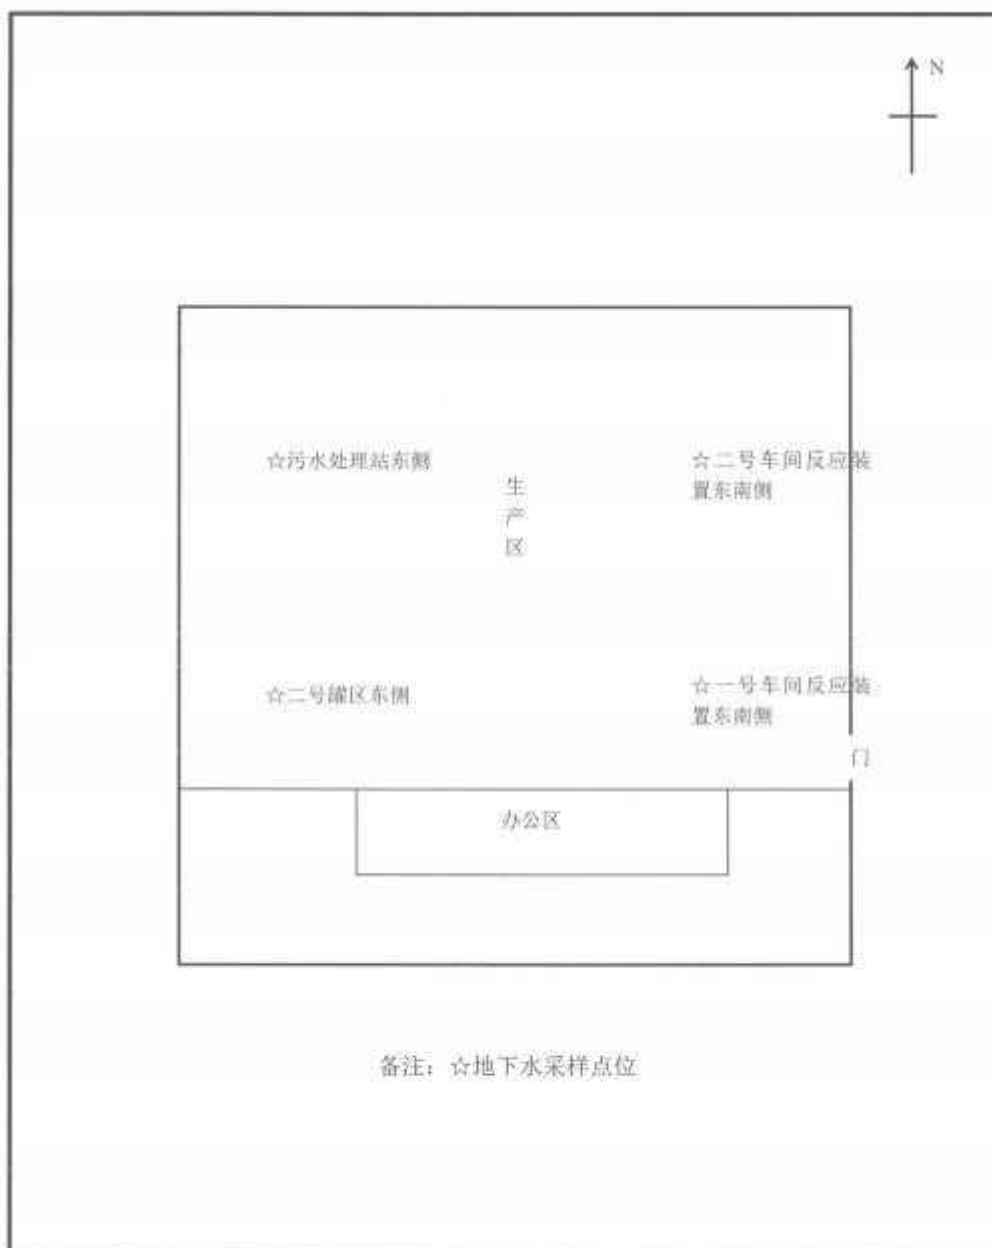 N
☆污水处理站东侧
☆二号车间反应装
置东南侧
生
产
区
☆二号罐区东侧
☆一号车间反应装
置东南侧
门
办公区
备注：☆地下水采样点位